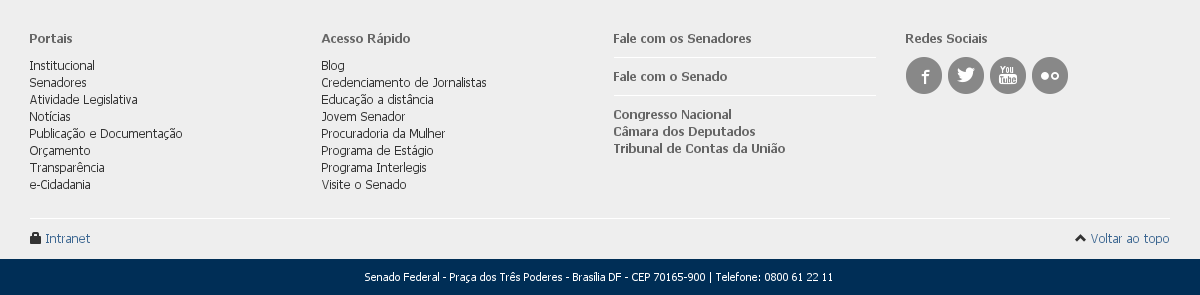 Portais
Institucional
Senadores
Atividade Legislativa
Notícias
Publicação e Documentação
Orçamento
Transparência
e-Cidadania
Acesso Rápido
Blog
Credenciamento de Jornalistas
Educação a distância
Jovem Senador
Procuradoria da Mulher
Programa de Estágio
Programa Interlegis
Visite o Senado
Fale com os Senadores
Fale com o Senado
Congresso Nacional
Câmara dos Deputados
Tribunal de Contas da União
Redes Sociais
f
You
Tube
Intranet
Voltar ao topo
Senado Federal - Praça dos Três Poderes - Brasília DF - CEP 70165-900 | Telefone: 0800 61 22 11